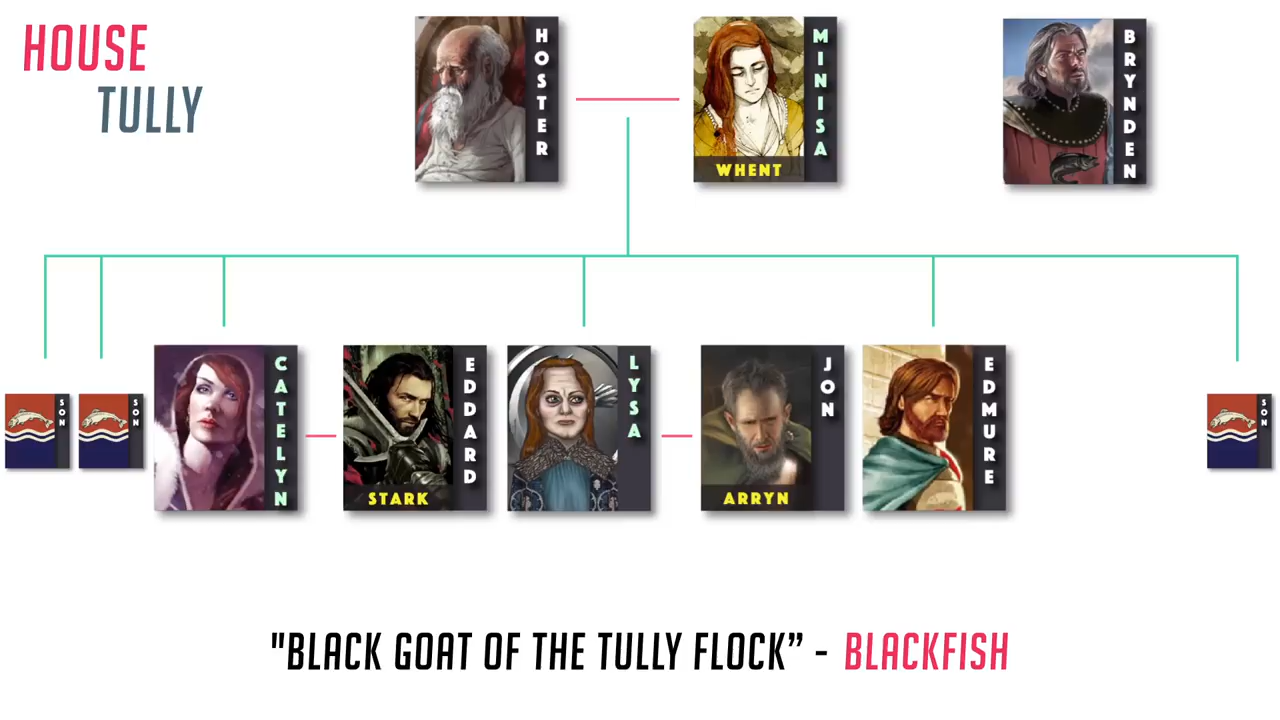 HOUSE
TULLY
HOSTER
MINISA
WHENT
BRYNDEN
SON
SON
CATELYN
EDDARD
STARK
LYSA
JON
ARRYN
EDMURE
SON
"BLACK GOAT OF THE TULLY FLOCK” - BLACKFISH